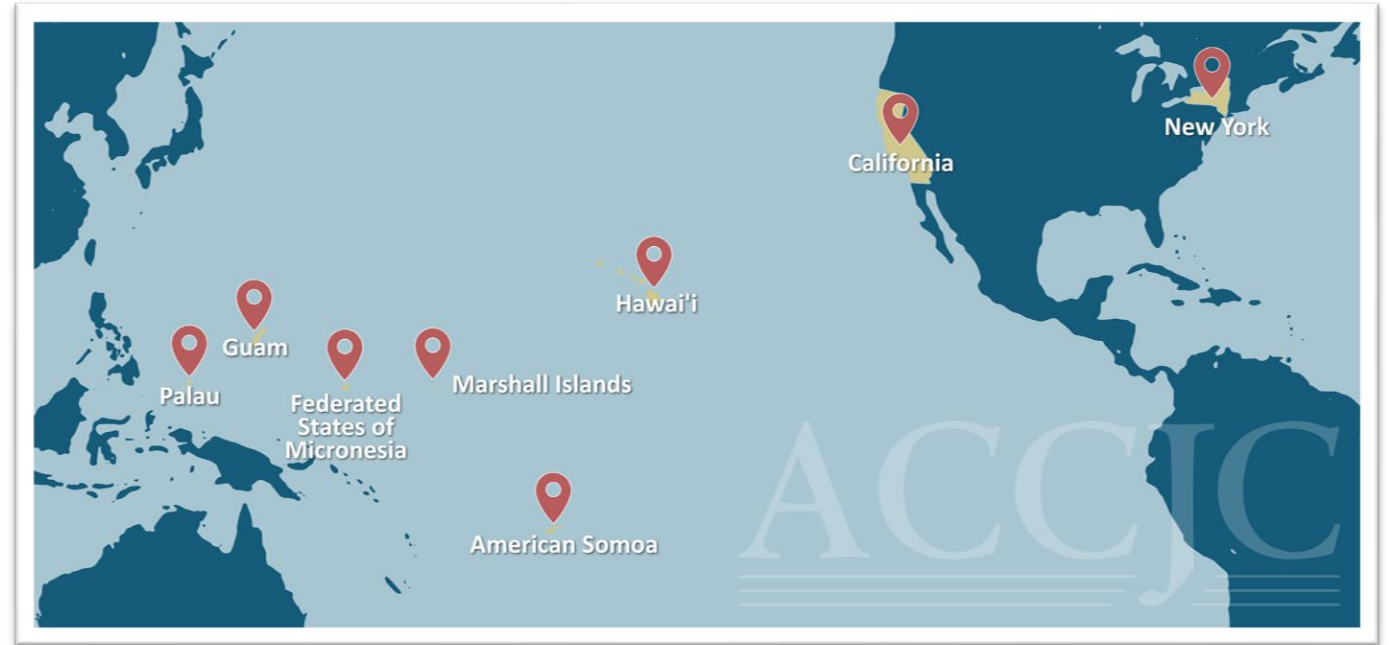 New York
California
Hawai'i
Guam
Palau
Marshall Islands
Federated
States of
Micronesia
American Somoa
ACCJC